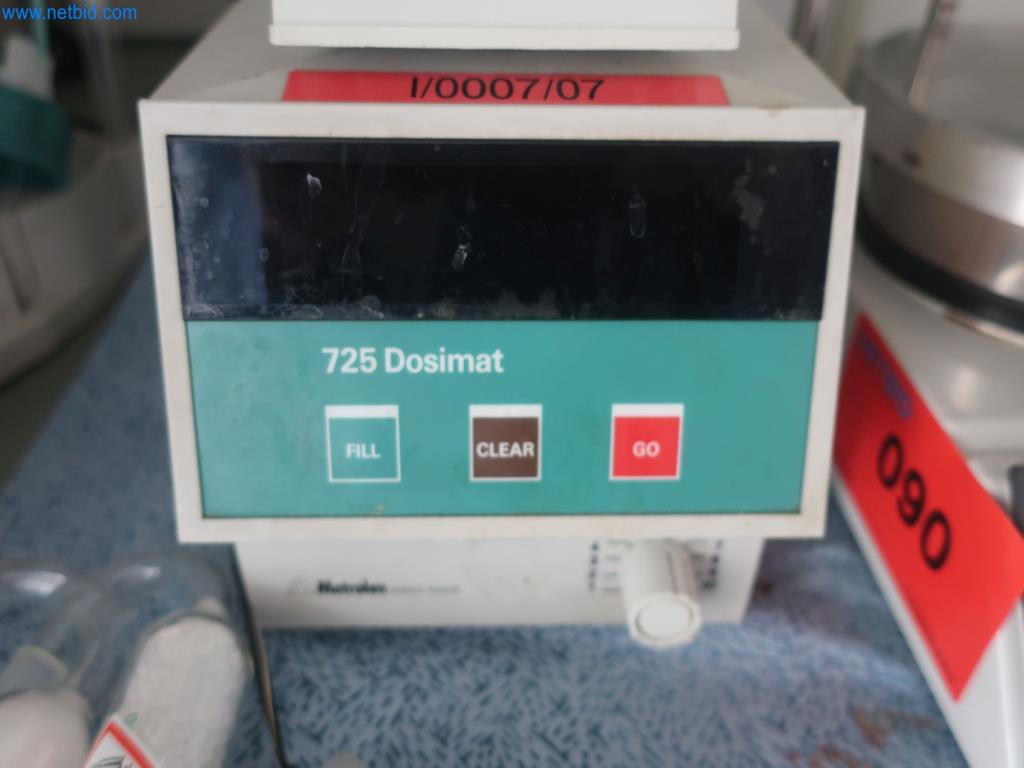 www.netbid.com
I/0007/07
725 Dosimat
FILL
CLEAR
GO
090